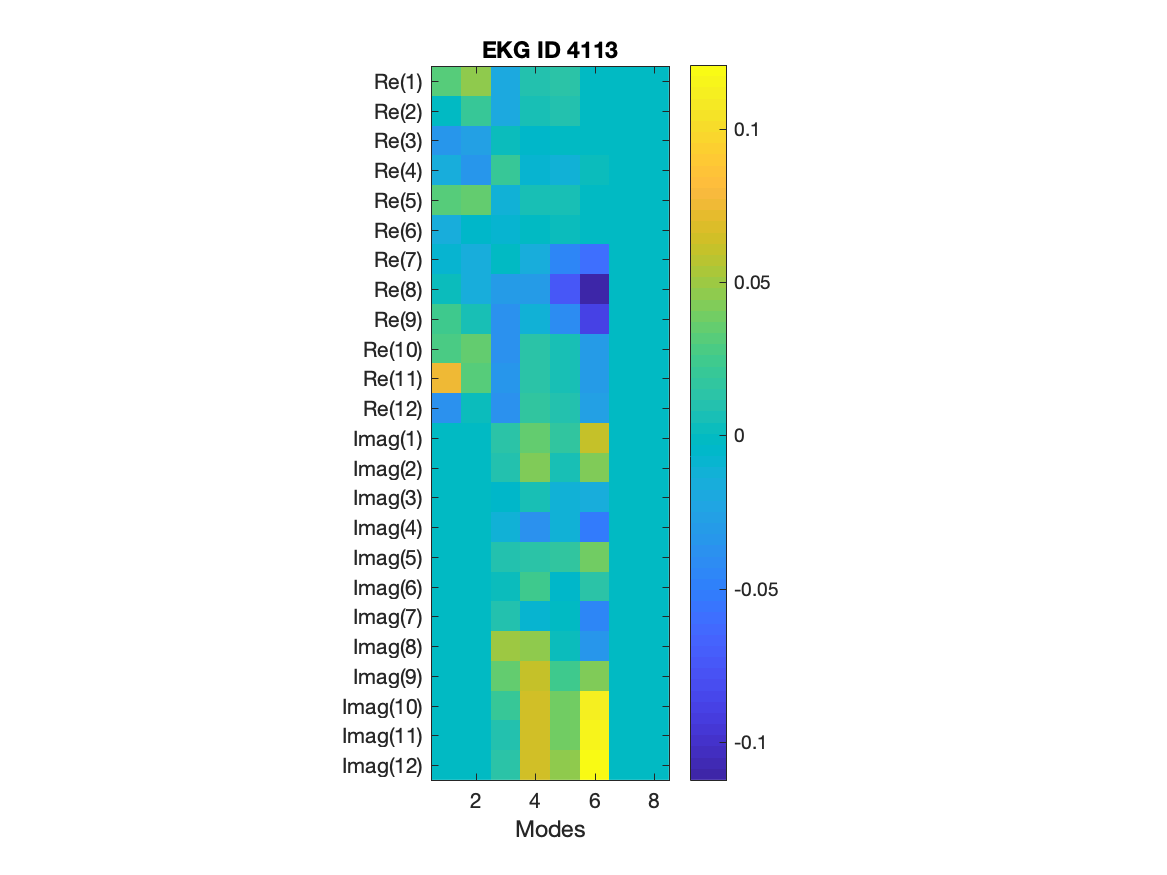 EKG ID 4113
Re(1)
Re(2)
Re(3)
Re(4)
Re(5)
Re(6)
Re(7)
Re(8)
Re(9)
Re(10)
Re(11)
Re(12)
Imag(1)
Imag(2)
Imag(3)
Imag(4)
Imag(5)
Imag(6)
Imag(7)
Imag(8)
Imag(9)
Imag(10)
Imag(11)
Imag(12)
2 4 6 8
Modes
0.1
0.05
0
-0.05
-0.1